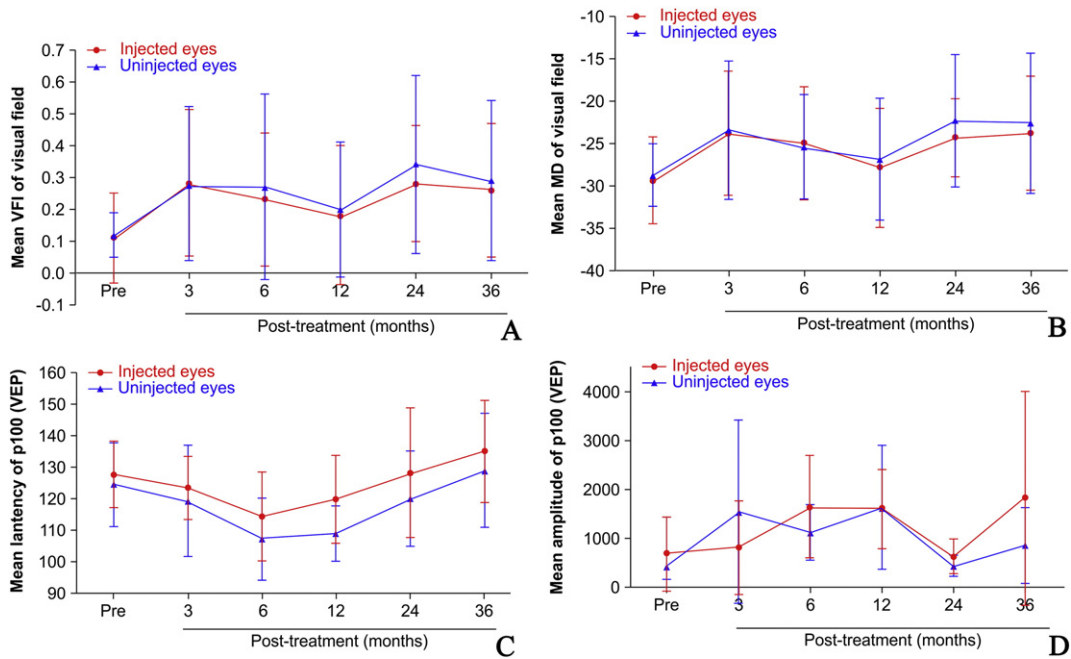 Injected eyes
Uninjected eyes
Mean VFI of visual field
0.7
0.6
0.5
0.4
0.3
0.2
0.1
0.0
-0.1
Pre 3 6 12 24 36
Post-treatment (months)
A
Injected eyes
Uninjected eyes
Mean MD of visual field
-10
-15
-20
-25
-30
-35
-40
Pre 3 6 12 24 36
Post-treatment (months)
B
Injected eyes
Uninjected eyes
Mean lantency of p100 (VEP)
160
150
140
130
120
110
100
90
Pre 3 6 12 24 36
Post-treatment (months)
C
Injected eyes
Uninjected eyes
Mean amplitude of p100 (VEP)
4000
3000
2000
1000
0
Pre 3 6 12 24 36
Post-treatment (months)
D